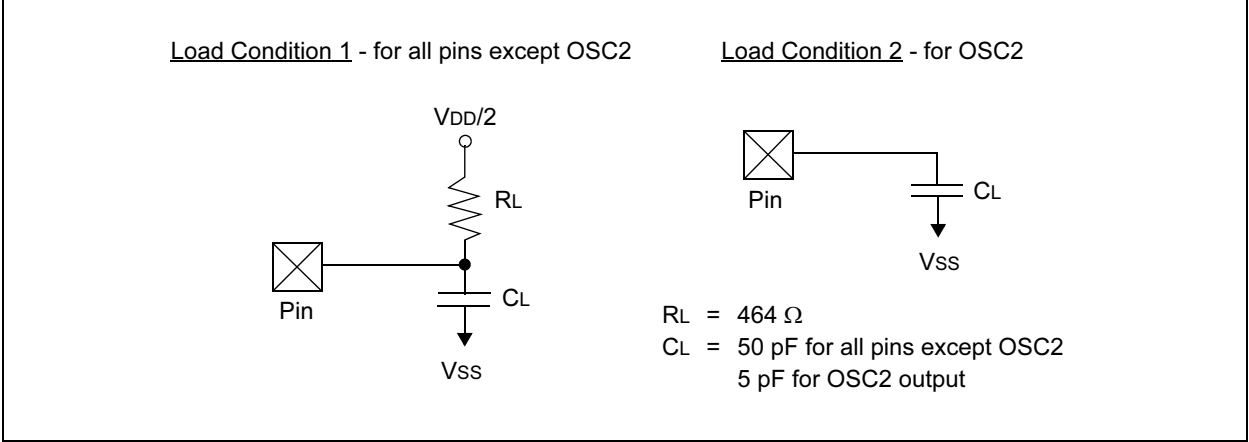 Load Condition 1 - for all pins except OSC2
VDD/2
RL
Pin
CL
VSS
Load Condition 2 - for OSC2
Pin
CL
VSS
RL = 464 Ω
CL = 50 pF for all pins except OSC2
5 pF for OSC2 output